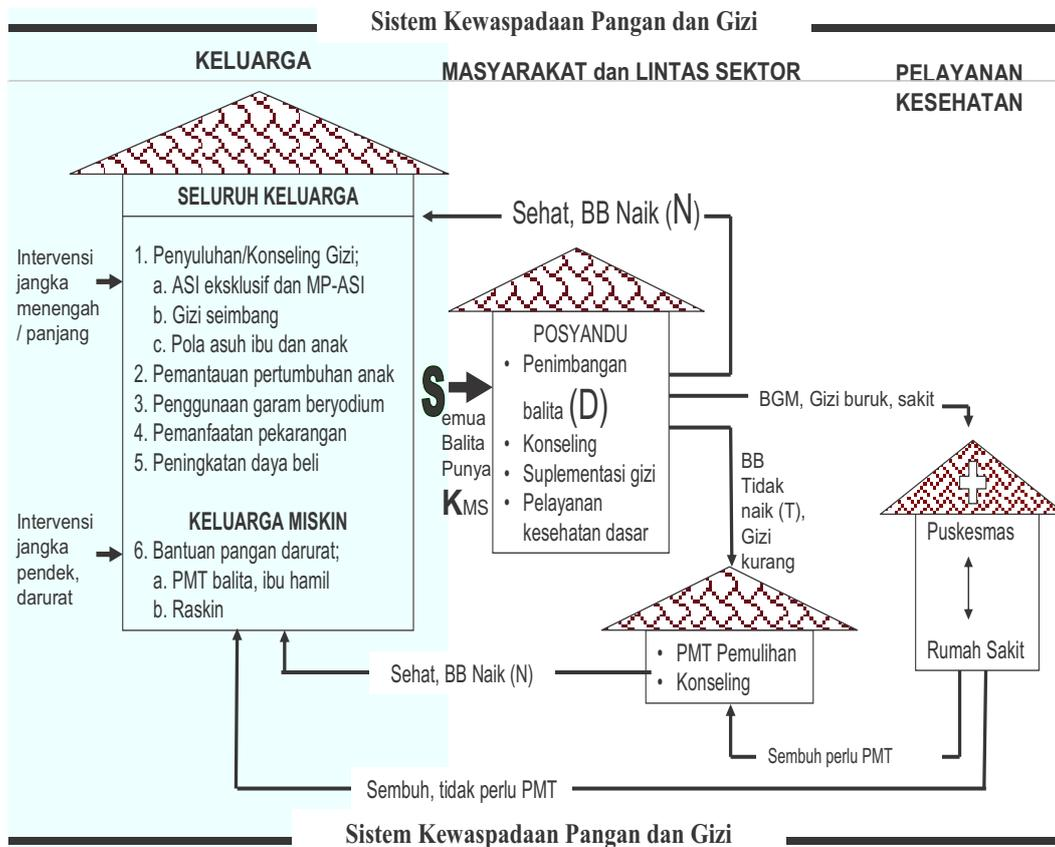 Sistem Kewaspadaan Pangan dan Gizi
KELUARGA
MASYARAKAT dan LINTAS SEKTOR
PELAYANAN
KESEHATAN
SELURUH KELUARGA
Intervensi
jangka
menengah
/ panjang
1. Penyuluhan/Konseling Gizi;
a. ASI eksklusif dan MP-ASI
b. Gizi seimbang
c. Pola asuh ibu dan anak
2. Pemantauan pertumbuhan anak
3. Penggunaan garam beryodium
4. Pemanfaatan pekarangan
5. Peningkatan daya beli
Intervensi
jangka
pendek,
darurat
KELUARGA MISKIN
6. Bantuan pangan darurat;
a. PMT balita, ibu hamil
b. Raskin
Sehat, BB Naik (N)
Semua
Balita
Punya
KMS
POSYANDU
• Penimbangan
balita (D)
• Konseling
• Suplementasi gizi
• Pelayanan
kesehatan dasar
BGM, Gizi buruk, sakit
BB
Tidak
naik (T),
Gizi
kurang
Puskesmas
Rumah Sakit
• PMT Pemulihan
• Konseling
Sehat, BB Naik (N)
Sembuh perlu PMT
Sembuh, tidak perlu PMT
Sistem Kewaspadaan Pangan dan Gizi